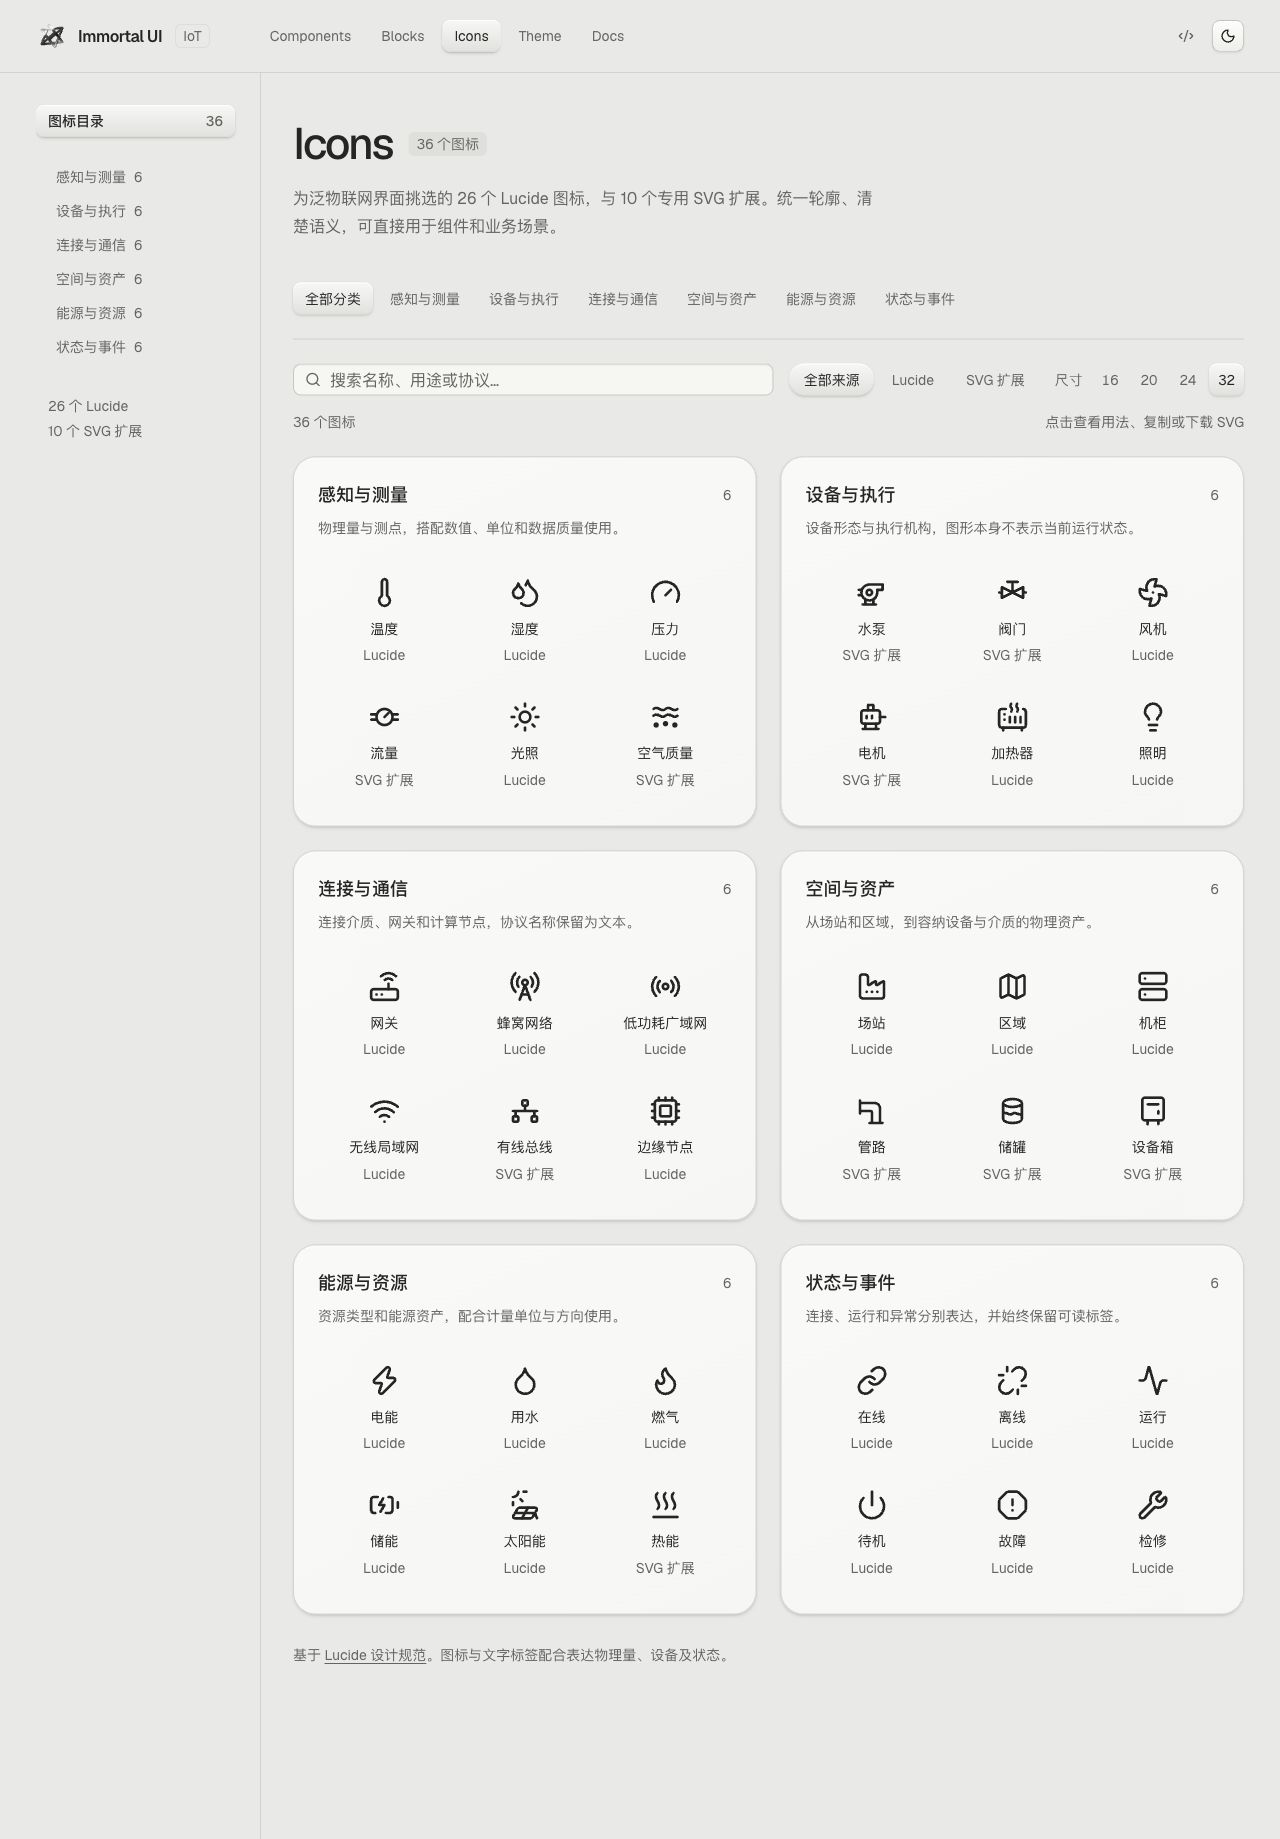 Immortal UI IoT Components Blocks Icons Theme Docs </>
图标目录 36
感知与测量 6
设备与执行 6
连接与通信 6
空间与资产 6
能源与资源 6
状态与事件 6
26 个 Lucide
10 个 SVG 扩展
Icons 36 个图标
为泛物联网界面挑选的 26 个 Lucide 图标，与 10 个专用 SVG 扩展。统一轮廓、清
楚语义，可直接用于组件和业务场景。
全部分类 感知与测量 设备与执行 连接与通信 空间与资产 能源与资源 状态与事件
搜索名称、用途或协议... 全部来源 Lucide SVG 扩展 尺寸 16 20 24 32
36 个图标 点击查看用法、复制或下载 SVG
感知与测量 6
物理量与测点，搭配数值、单位和数据质量使用。
温度 湿度 压力
Lucide Lucide Lucide
流量 光照 空气质量
SVG 扩展 Lucide SVG 扩展
设备与执行 6
设备形态与执行机构，图形本身不表示当前运行状态。
水泵 阀门 风机
SVG 扩展 SVG 扩展 Lucide
电机 加热器 照明
SVG 扩展 Lucide Lucide
连接与通信 6
连接介质、网关和计算节点，协议名称保留为文本。
网关 蜂窝网络 低功耗广域网
Lucide Lucide Lucide
无线局域网 有线总线 边缘节点
Lucide SVG 扩展 Lucide
空间与资产 6
从场站和区域，到容纳设备与介质的物理资产。
场站 区域 机柜
Lucide Lucide Lucide
管路 储罐 设备箱
SVG 扩展 SVG 扩展 SVG 扩展
能源与资源 6
资源类型和能源资产，配合计量单位与方向使用。
电能 用水 燃气
Lucide Lucide Lucide
储能 太阳能 热能
Lucide Lucide SVG 扩展
状态与事件 6
连接、运行和异常分别表达，并始终保留可读标签。
在线 离线 运行
Lucide Lucide Lucide
待机 故障 检修
Lucide Lucide Lucide
基于 Lucide 设计规范。图标与文字标签配合表达物理量、设备及状态。